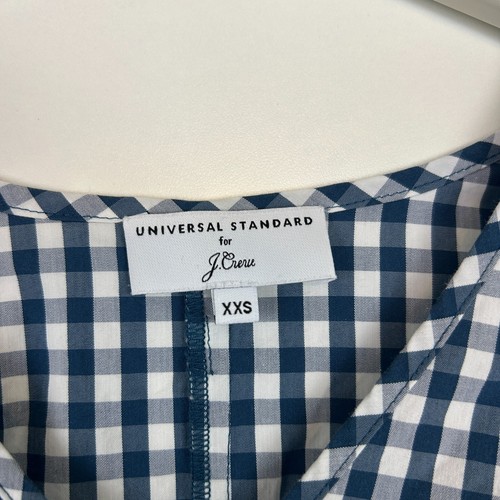 UNIVERSAL STANDARD
for
J.Crew
XXS